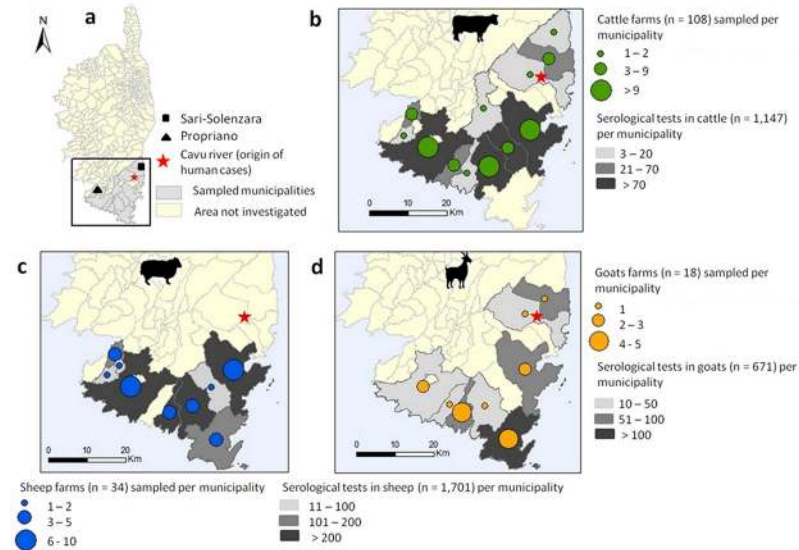 a
N
Sari-Solenzara
Propriano
Cavu river (origin of
human cases)
Sampled municipalities
Area not investigated
b
0 10 20
Km
Cattle farms (n = 108) sampled per
municipality
1 – 2
3 – 9
>9
Serological tests in cattle (n = 1,147)
per municipality
3 – 20
21 – 70
> 70
c
0 10 20
Km
Sheep farms (n = 34) sampled per municipality
1 – 2
3 – 5
6 - 10
Serological tests in sheep (n = 1,701) per municipality
11 – 100
101 – 200
> 200
d
0 10 20
Km
Goats farms (n = 18) sampled per
municipality
1
2 – 3
4 - 5
Serological tests in goats (n = 671) per
municipality
10 – 50
51 – 100
> 100